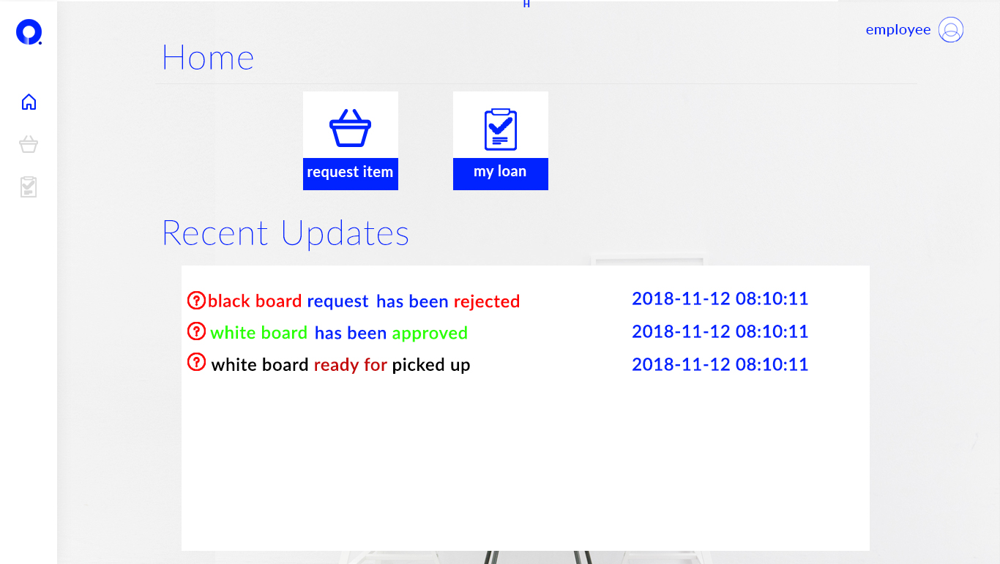 employee
Home
request item
my loan
Recent Updates
black board request has been rejected 2018-11-12 08:10:11
white board has been approved 2018-11-12 08:10:11
white board ready for picked up 2018-11-12 08:10:11